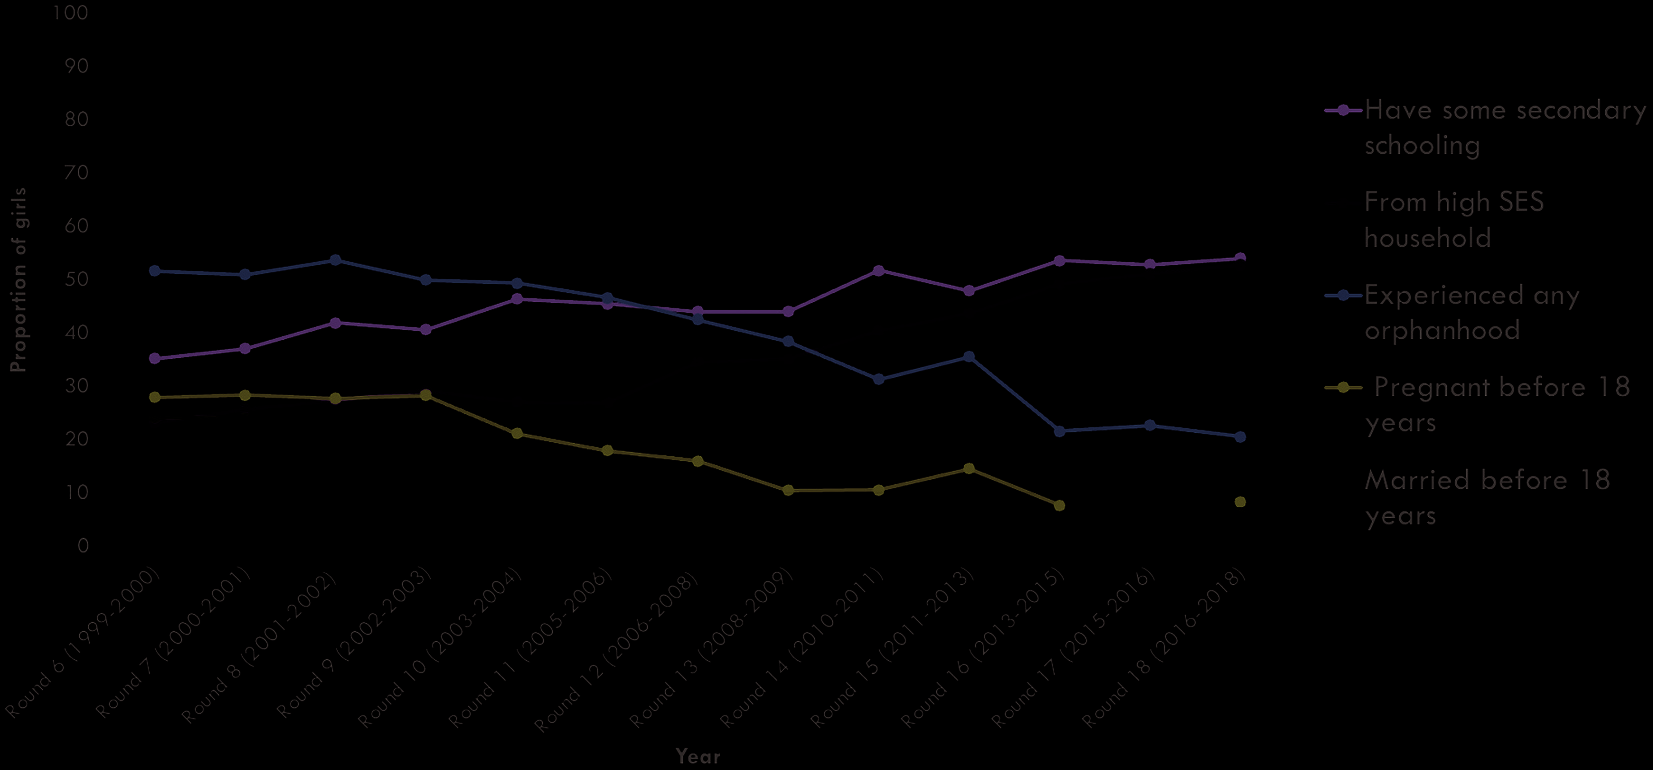 100
90
80
70
60
50
40
30
20
10
0
Proportion of girls
Round 6 (1999-2000)
Round 7 (2000-2001)
Round 8 (2001-2002)
Round 9 (2002-2003)
Round 10 (2003-2004)
Round 11 (2005-2006)
Round 12 (2006-2008)
Round 13 (2008-2009)
Round 14 (2010-2011)
Round 15 (2011-2013)
Round 16 (2013-2015)
Round 17 (2015-2016)
Round 18 (2016-2018)
Year
Have some secondary
schooling
From high SES
household
Experienced any
orphanhood
Pregnant before 18
years
Married before 18
years